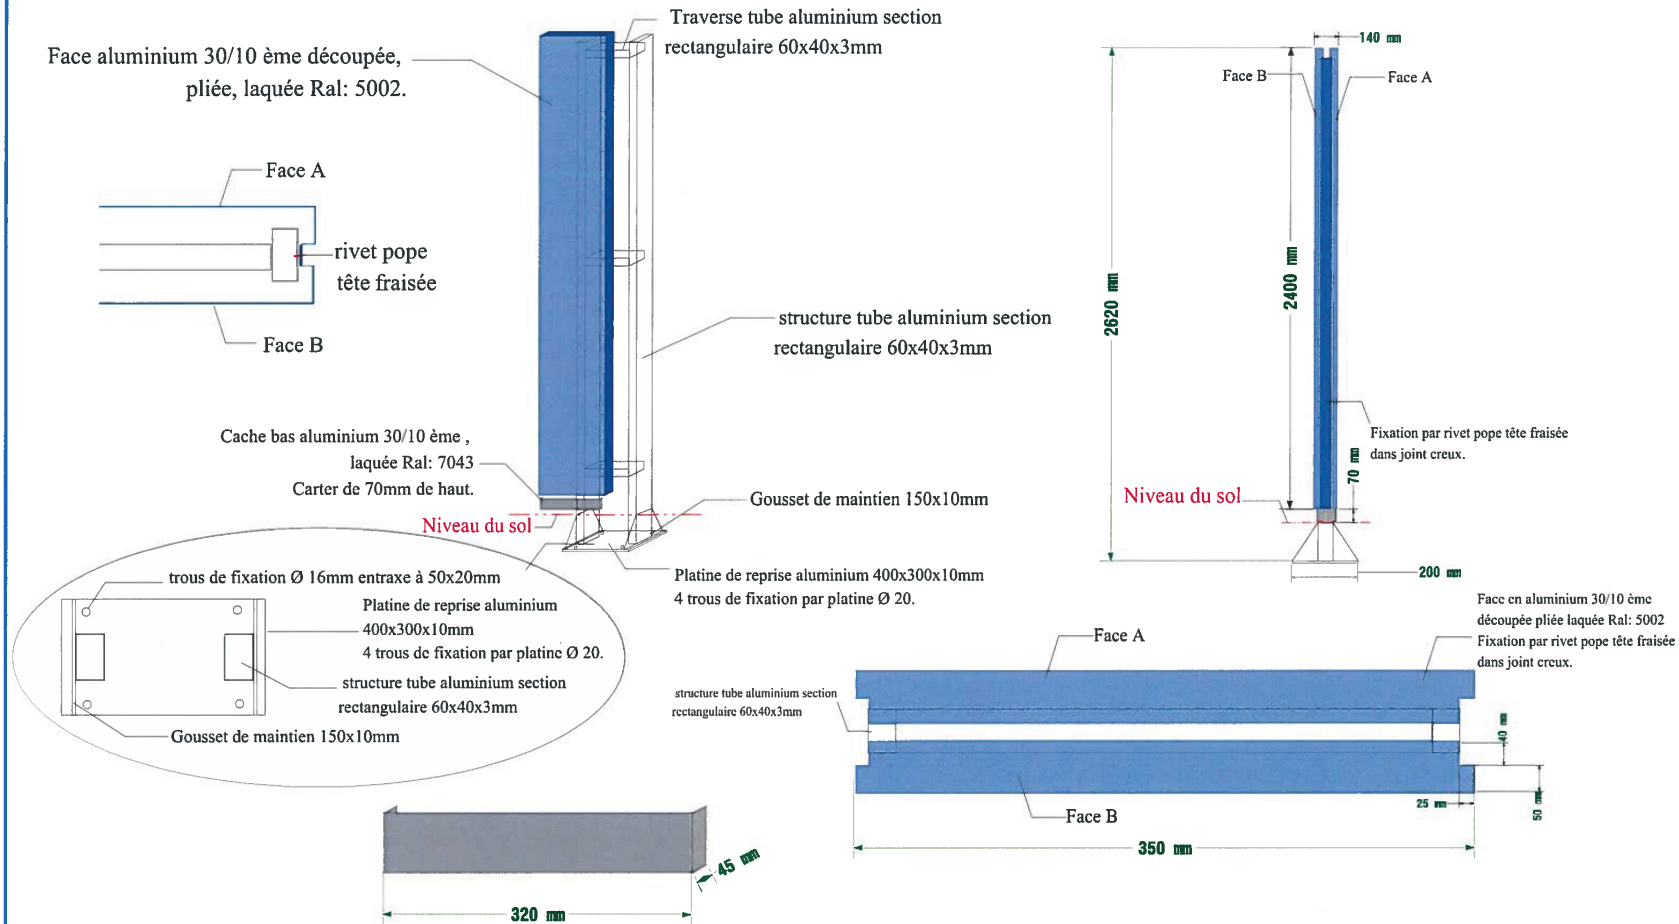 Face aluminium 30/10 ème découpée,
pliée, laquée Ral: 5002.
Traverse tube aluminium section
rectangulaire 60x40x3mm
Face A
rivet pope
tête fraisée
Face B
structure tube aluminium section
rectangulaire 60x40x3mm
Cache bas aluminium 30/10 ème ,
laquée Ral: 7043
Carter de 70mm de haut.
Niveau du sol
Gousset de maintien 150x10mm
Platine de reprise aluminium 400x300x10mm
4 trous de fixation par platine Ø 20.
trous de fixation Ø 16mm entraxe à 50x20mm
Platine de reprise aluminium
400x300x10mm
4 trous de fixation par platine Ø 20.
structure tube aluminium section
rectangulaire 60x40x3mm
Gousset de maintien 150x10mm
140 mm
Face B
Face A
2620 mm
2400 mm
Fixation par rivet pope tête fraisée
dans joint creux.
70 mm
Niveau du sol
200 mm
Face en aluminium 30/10 ème
découpée pliée laquée Ral: 5002
Fixation par rivet pope tête fraisée
dans joint creux.
Face A
structure tube aluminium section
rectangulaire 60x40x3mm
40 mm
25 mm
50 mm
Face B
350 mm
45 mm
320 mm